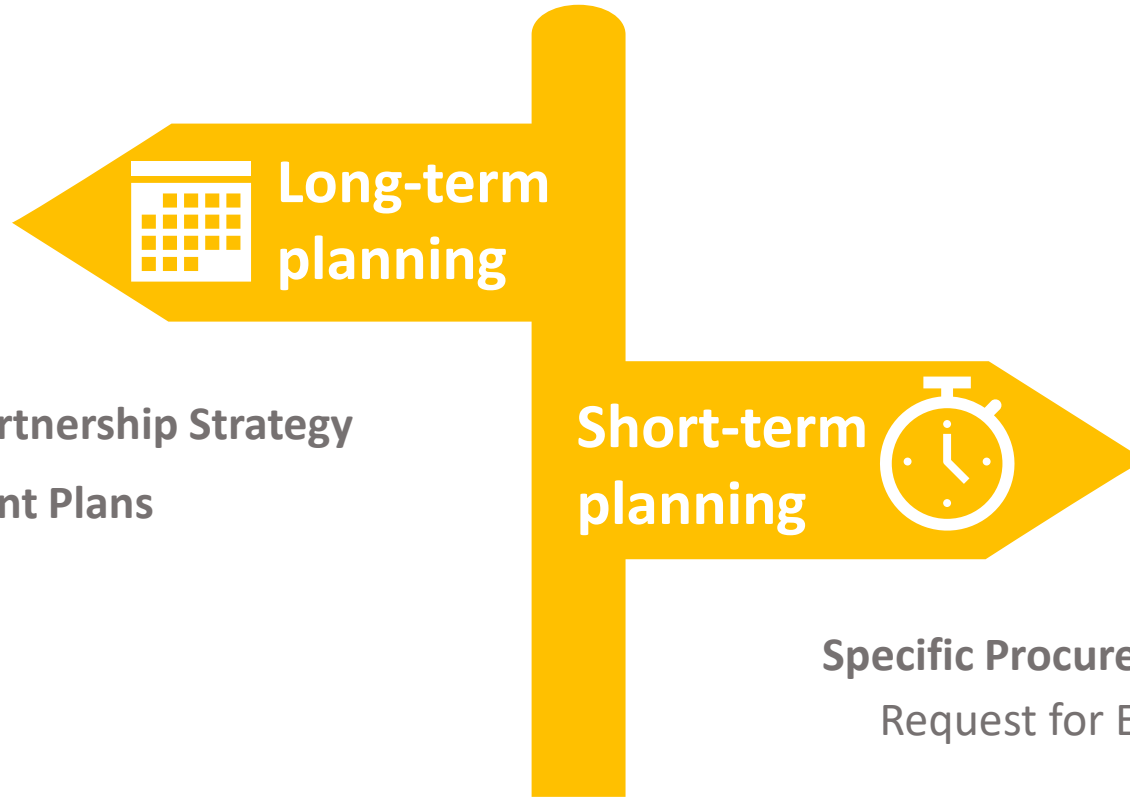 Long-term
planning
rtnership Strategy
nt Plans
Short-term
planning
Specific Procure
Request for E